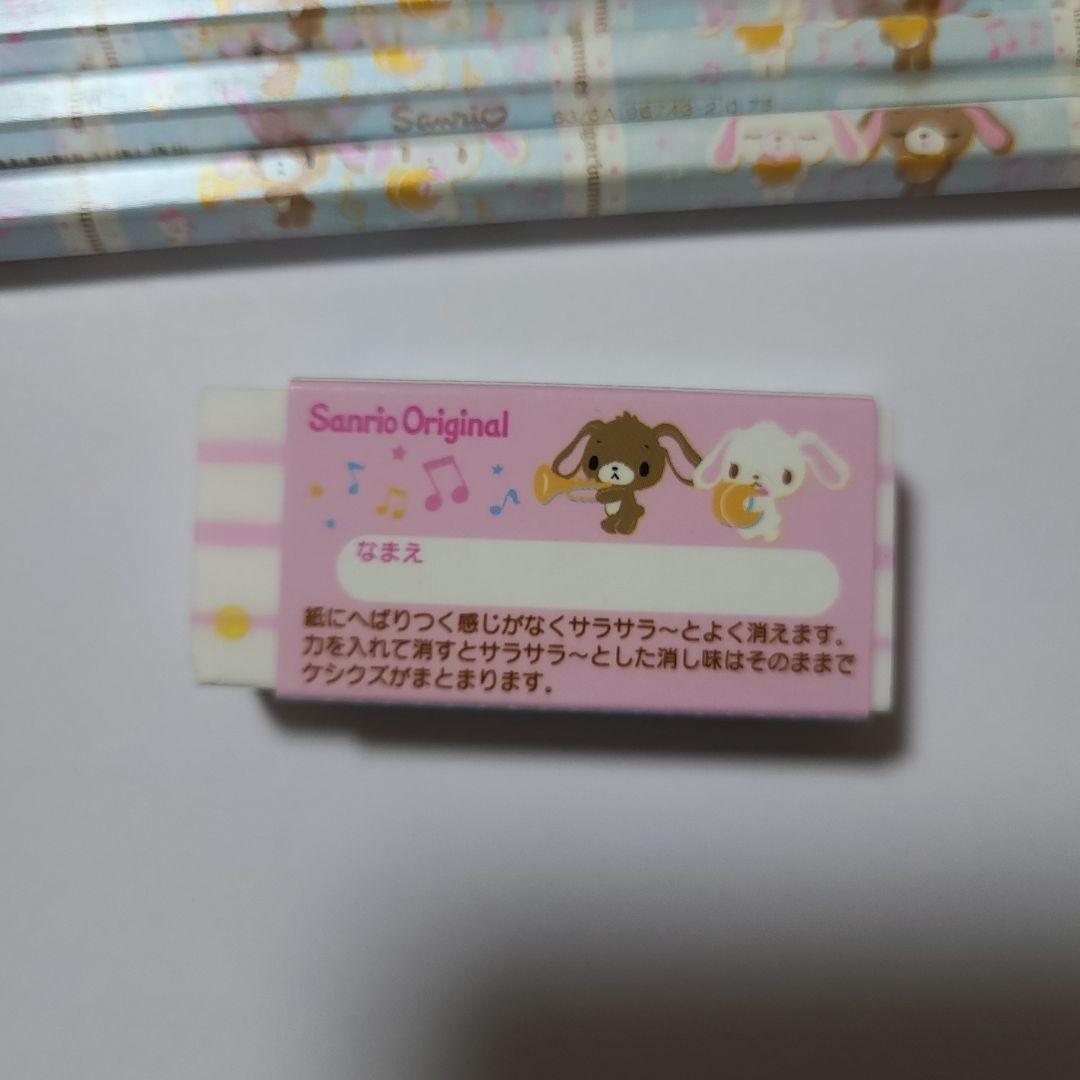 Sanrio
Sanrio Original
なまえ
紙にへばりつく感じがなくサラサラ〜とよく消えます。
力を入れて消すとサラサラ〜とした消し味はそのままで
ケシクズがまとまります。